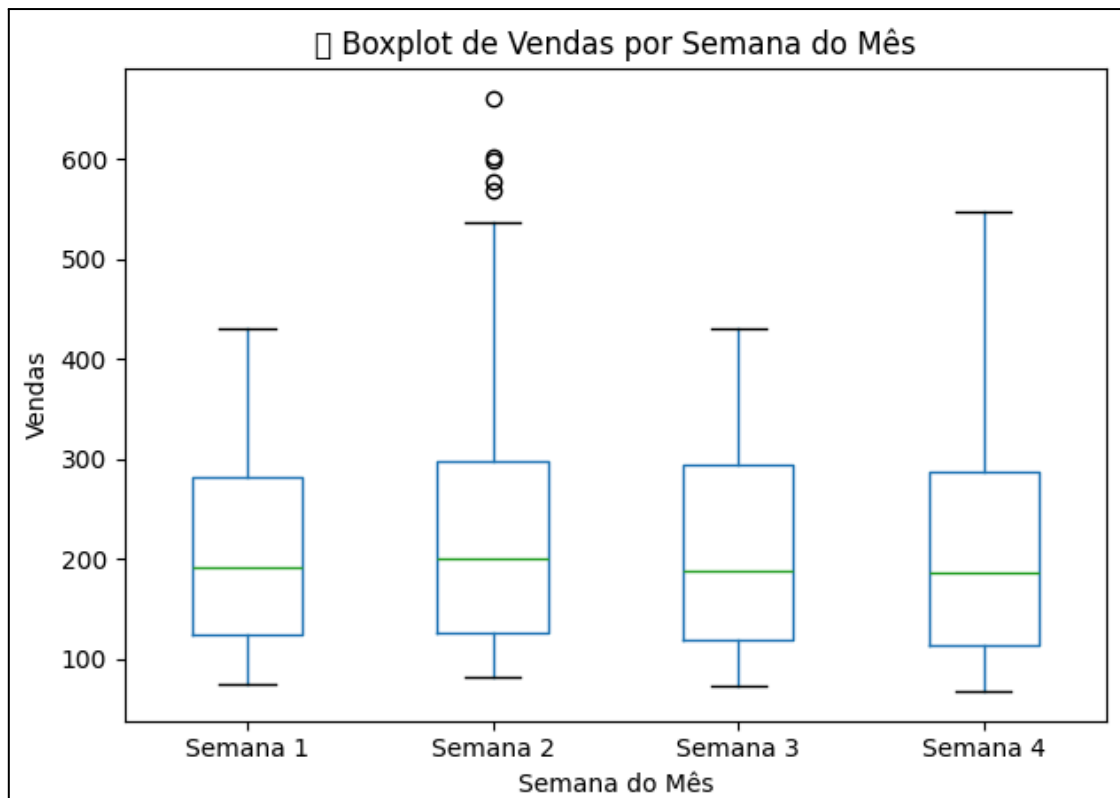 ▯ Boxplot de Vendas por Semana do Mês
600
500
400
300
200
100
Vendas
Semana 1 Semana 2 Semana 3 Semana 4
Semana do Mês